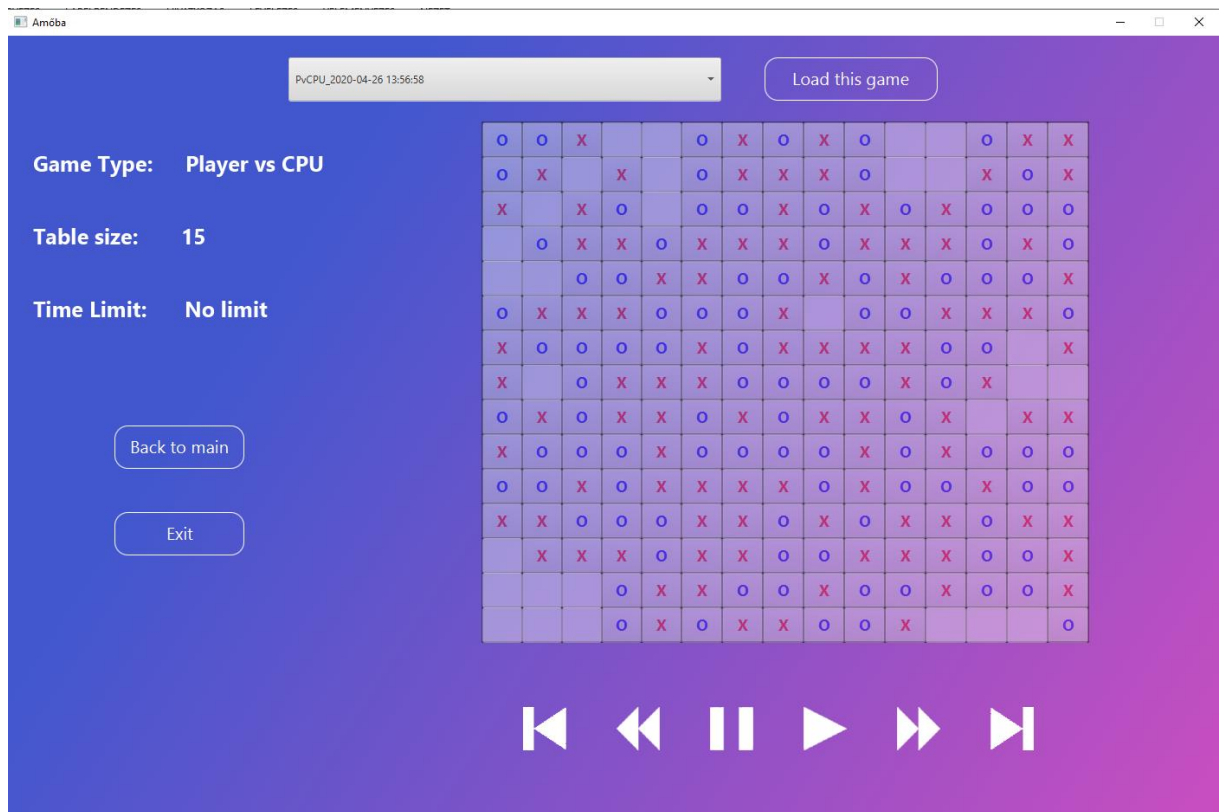 Amőba
PvCPU_2020-04-26 13:56:58
Load this game
Game Type: Player vs CPU
Table size: 15
Time Limit: No limit
Back to main
Exit
O O X O X O X O O X X
O X X O X X X O X O X
X X O O O X O X O X O O O
O X X O X X X O X X X O X O
O O X X O O X O X O O O X
O X X X O O O X O O X X X O
X O O O O X O X X X X O O X
X O X X X O O O O X O X
O X O X X O X O X X O X X X
X O O O X O O O O X O X O O O
O O X O X X X X O X O O X O O
X X O O O X X O X O X X O X X
X X X O X X O O X X X O O X
O X X O O X O O X O O X
O X O X X O O X O